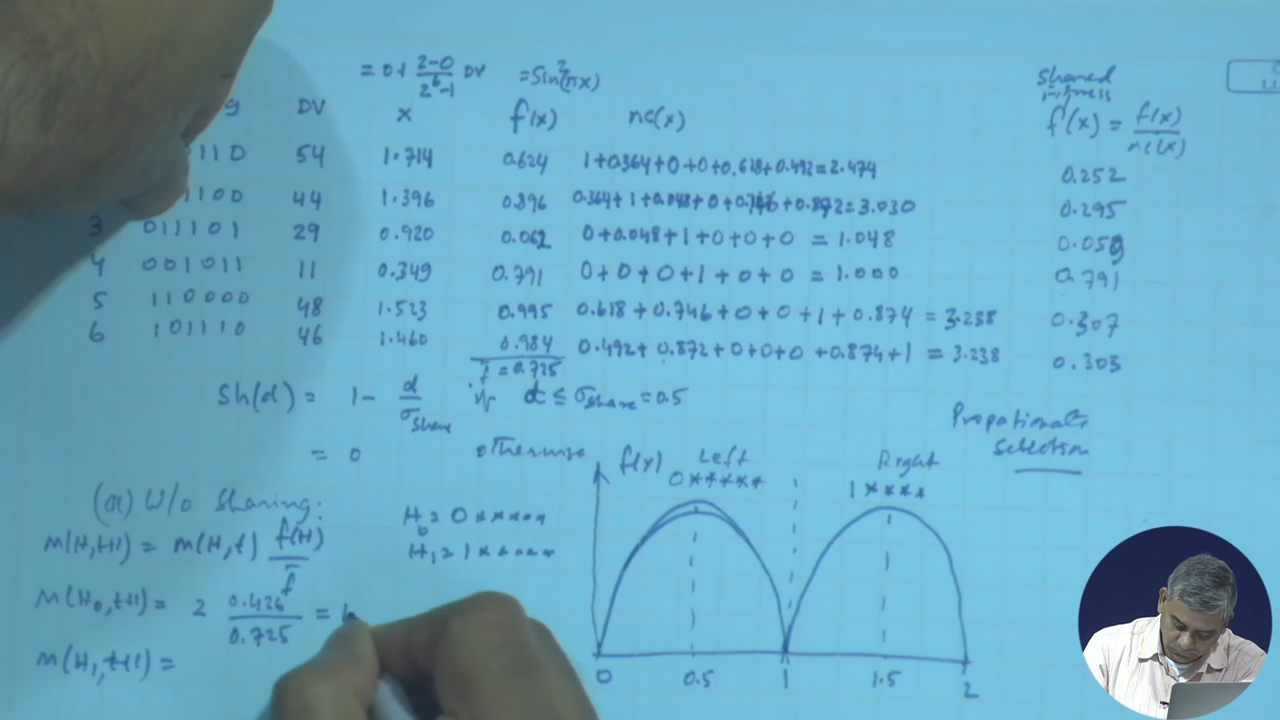 = 0+ (2-0)/(2^6-1) DV = Sin^2(πx) Shared
DV x f(x) nc(x) f'(x) = f(x)/nc(x)
110 54 1.714 0.624 1+0.364+0+0+0.618+0.492=2.474 0.252
1100 44 1.396 0.896 0.364+1+0.048+0+0.746+0.872=3.030 0.295
3 011101 29 0.920 0.062 0+0.048+1+0+0+0 = 1.048 0.059
4 001011 11 0.349 0.791 0+0+0+1+0+0 = 1.000 0.791
5 110000 48 1.523 0.995 0.618+0.746+0+0+1+0.874 = 3.238 0.307
6 101110 46 1.460 0.984 0.492+0.872+0+0+0+0.874+1 = 3.238 0.303
f̄ = 0.725
Sh(d) = 1 - d/σshare if d ≤ σshare = 0.5
= 0 otherwise
Propotionate
Selection
f(x) Left Right
0***** 1****
(a) W/o Sharing:
H0 = 0*****
m(H,t+1) = m(H,t) f(H)/f̄
H1 = 1*****
m(H0,t+1) = 2 0.426/0.725 =
m(H1,t+1) =
0 0.5 1 1.5 2